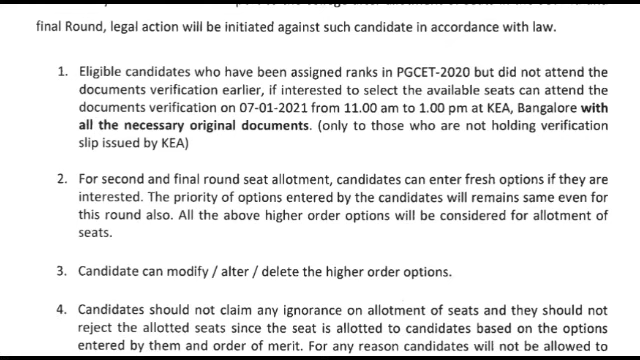 final Round, legal action will be initiated against such candidate in accordance with law.
1. Eligible candidates who have been assigned ranks in PGCET-2020 but did not attend the
documents verification earlier, if interested to select the available seats can attend the
documents verification on 07-01-2021 from 11.00 am to 1.00 pm at KEA, Bangalore with
all the necessary original documents. (only to those who are not holding verification
slip issued by KEA)
2. For second and final round seat allotment, candidates can enter fresh options if they are
interested. The priority of options entered by the candidates will remains same even for
this round also. All the above higher order options will be considered for allotment of
seats.
3. Candidate can modify / alter / delete the higher order options.
4. Candidates should not claim any ignorance on allotment of seats and they should not
reject the allotted seats since the seat is allotted to candidates based on the options
entered by them and order of merit. For any reason candidates will not be allowed to